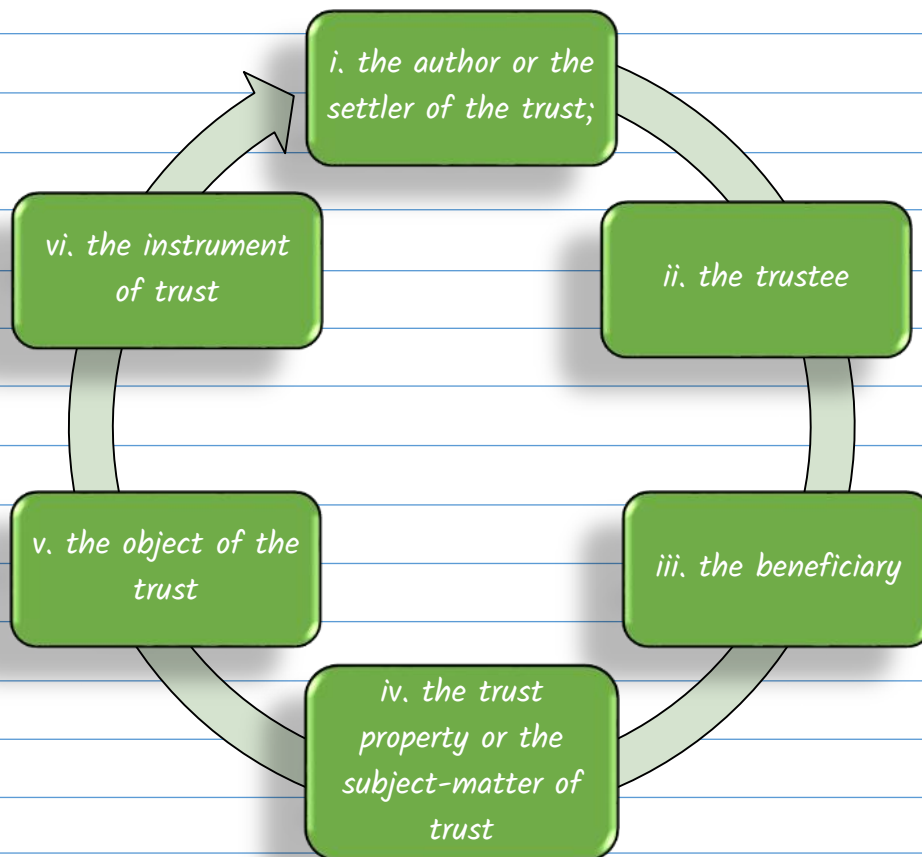 i. the author or the
settler of the trust;
ii. the trustee
iii. the beneficiary
iv. the trust
property or the
subject-matter of
trust
v. the object of the
trust
vi. the instrument
of trust